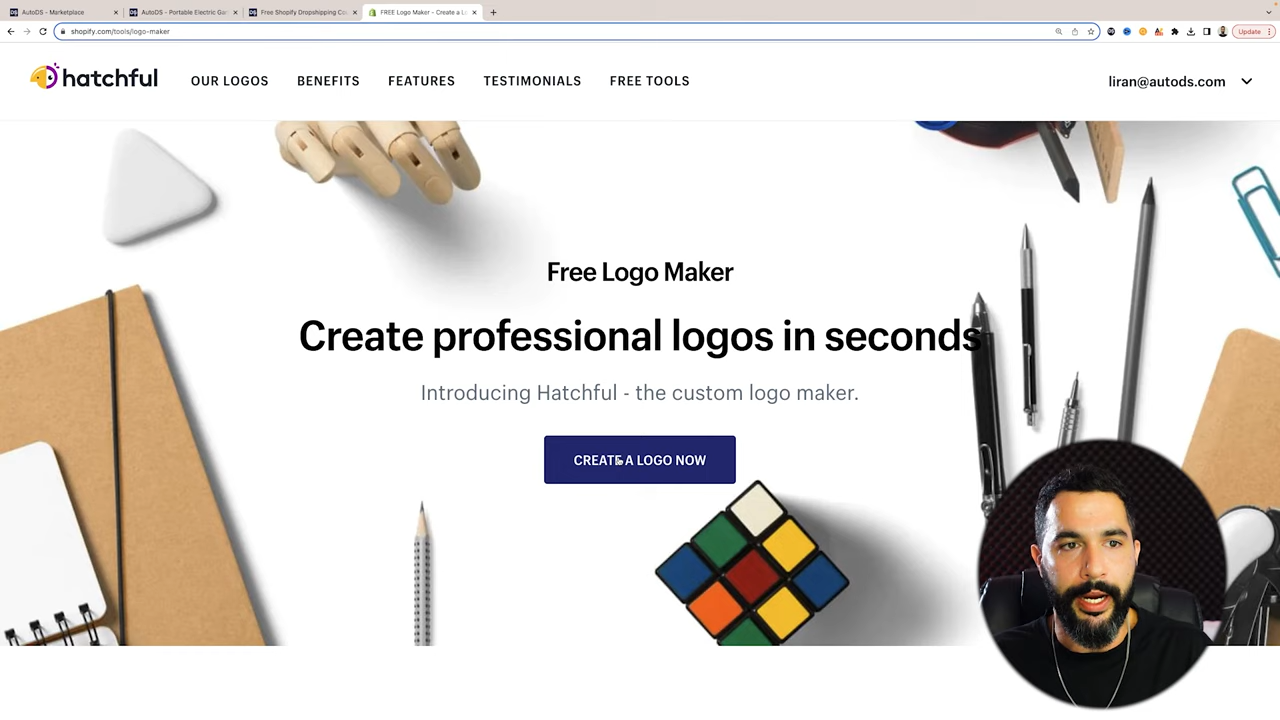 AutoDS - Marketplace
AutoDS - Portable Electric Gar
Free Shopify Dropshipping Co
FREE Logo Maker - Create a Lo
shopify.com/tools/logo-maker
Update
hatchful
OUR LOGOS
BENEFITS
FEATURES
TESTIMONIALS
FREE TOOLS
liran@autods.com
Free Logo Maker
Create professional logos in seconds
Introducing Hatchful - the custom logo maker.
CREATE A LOGO NOW